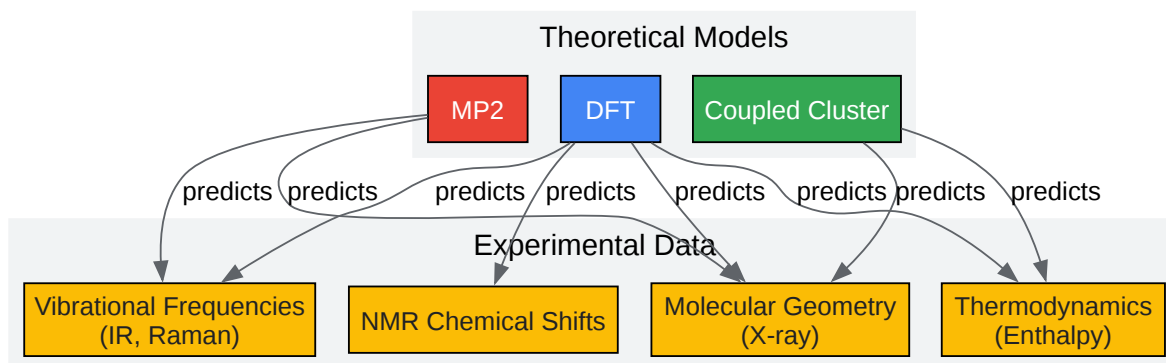 Theoretical Models
MP2
DFT
Coupled Cluster
predicts
predicts
predicts
predicts
predicts
predicts
predicts
predicts
Experimental Data
Vibrational Frequencies
(IR, Raman)
NMR Chemical Shifts
Molecular Geometry
(X-ray)
Thermodynamics
(Enthalpy)